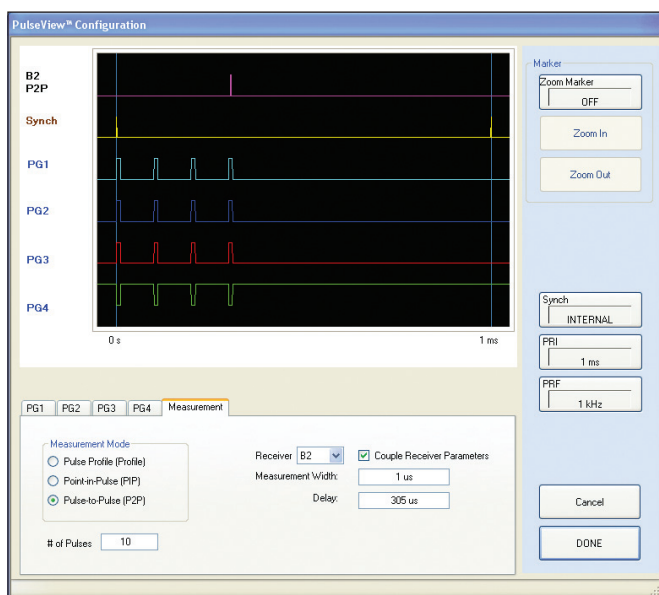 PulseView™ Configuration
B2
P2P
Synch
PG1
PG2
PG3
PG4
0 s
1 ms
Marker
Zoom Marker
OFF
Zoom In
Zoom Out
Synch
INTERNAL
PRI
1 ms
PRF
1 kHz
PG1 PG2 PG3 PG4 Measurement
Measurement Mode
Pulse Profile (Profile)
Point-in-Pulse (PIP)
Pulse-to-Pulse (P2P)
# of Pulses 10
Receiver B2 Couple Receiver Parameters
Measurement Width: 1 us
Delay: 305 us
Cancel
DONE